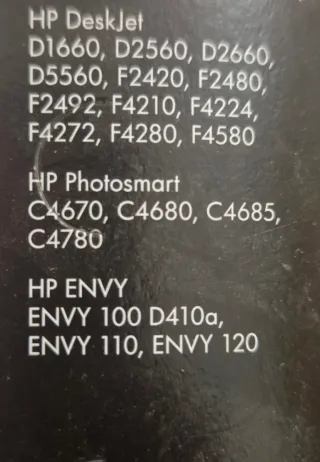 HP DeskJet
D1660, D2560, D2660,
D5560, F2420, F2480,
F2492, F4210, F4224,
F4272, F4280, F4580
HP Photosmart
C4670, C4680, C4685,
C4780
HP ENVY
ENVY 100 D410a,
ENVY 110, ENVY 120